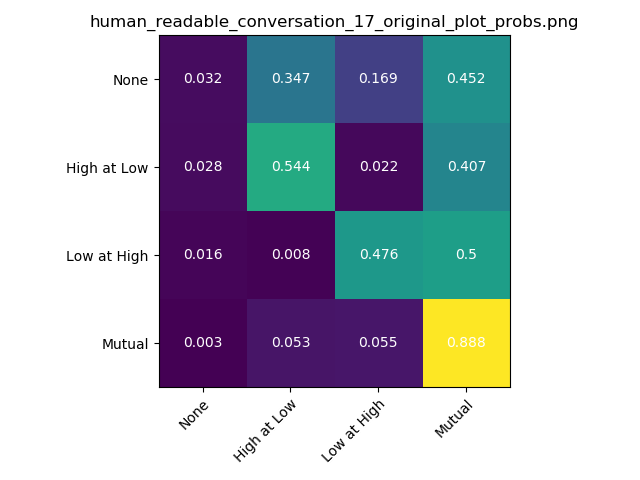 human_readable_conversation_17_original_plot_probs.png
None 0.032 0.347 0.169 0.452
High at Low 0.028 0.544 0.022 0.407
Low at High 0.016 0.008 0.476 0.5
Mutual 0.003 0.053 0.055 0.888
None High at Low Low at High Mutual